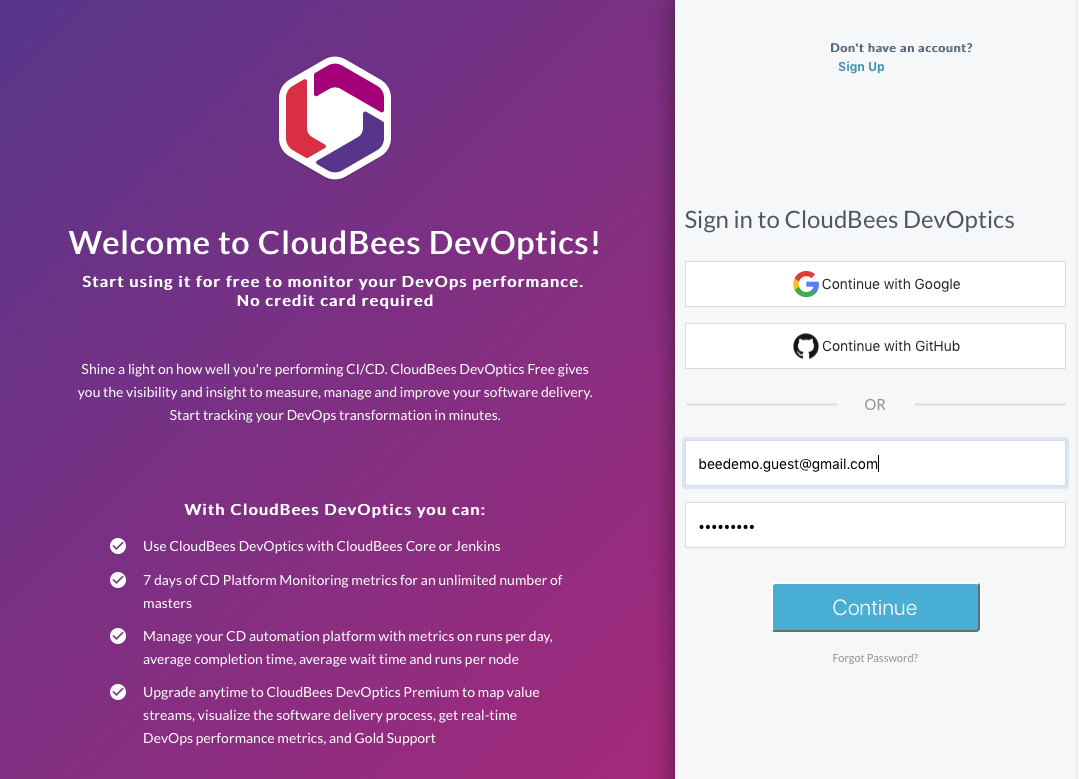 Welcome to CloudBees DevOptics!
Start using it for free to monitor your DevOps performance.
No credit card required
Shine a light on how well you're performing CI/CD. CloudBees DevOptics Free gives
you the visibility and insight to measure, manage and improve your software delivery.
Start tracking your DevOps transformation in minutes.
With CloudBees DevOptics you can:
Use CloudBees DevOptics with CloudBees Core or Jenkins
7 days of CD Platform Monitoring metrics for an unlimited number of
masters
Manage your CD automation platform with metrics on runs per day,
average completion time, average wait time and runs per node
Upgrade anytime to CloudBees DevOptics Premium to map value
streams, visualize the software delivery process, get real-time
DevOps performance metrics, and Gold Support
Don't have an account?
Sign Up
Sign in to CloudBees DevOptics
Continue with Google
Continue with GitHub
OR
beedemo.guest@gmail.com
•••••••••
Continue
Forgot Password?